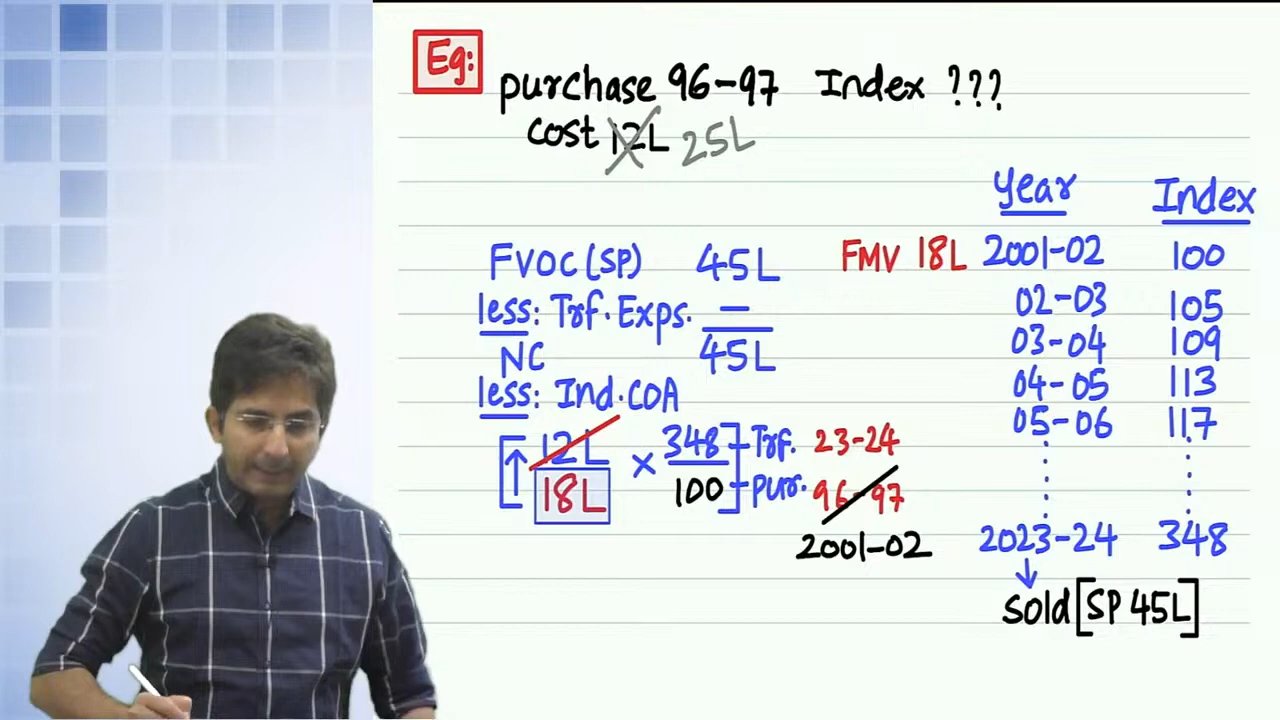 Eg:
purchase 96-97 Index ???
cost 12L 25L
Year Index
FVOC (SP) 45L FMV 18L 2001-02 100
less: Trf. Exps. — 02-03 105
NC 45L 03-04 109
less: Ind. COA 04-05 113
05-06 117
[↑ 12L × 348 ] Trf. 23-24
18L 100 purr. 96-97
2001-02 2023-24 348
↓
sold [SP 45L]